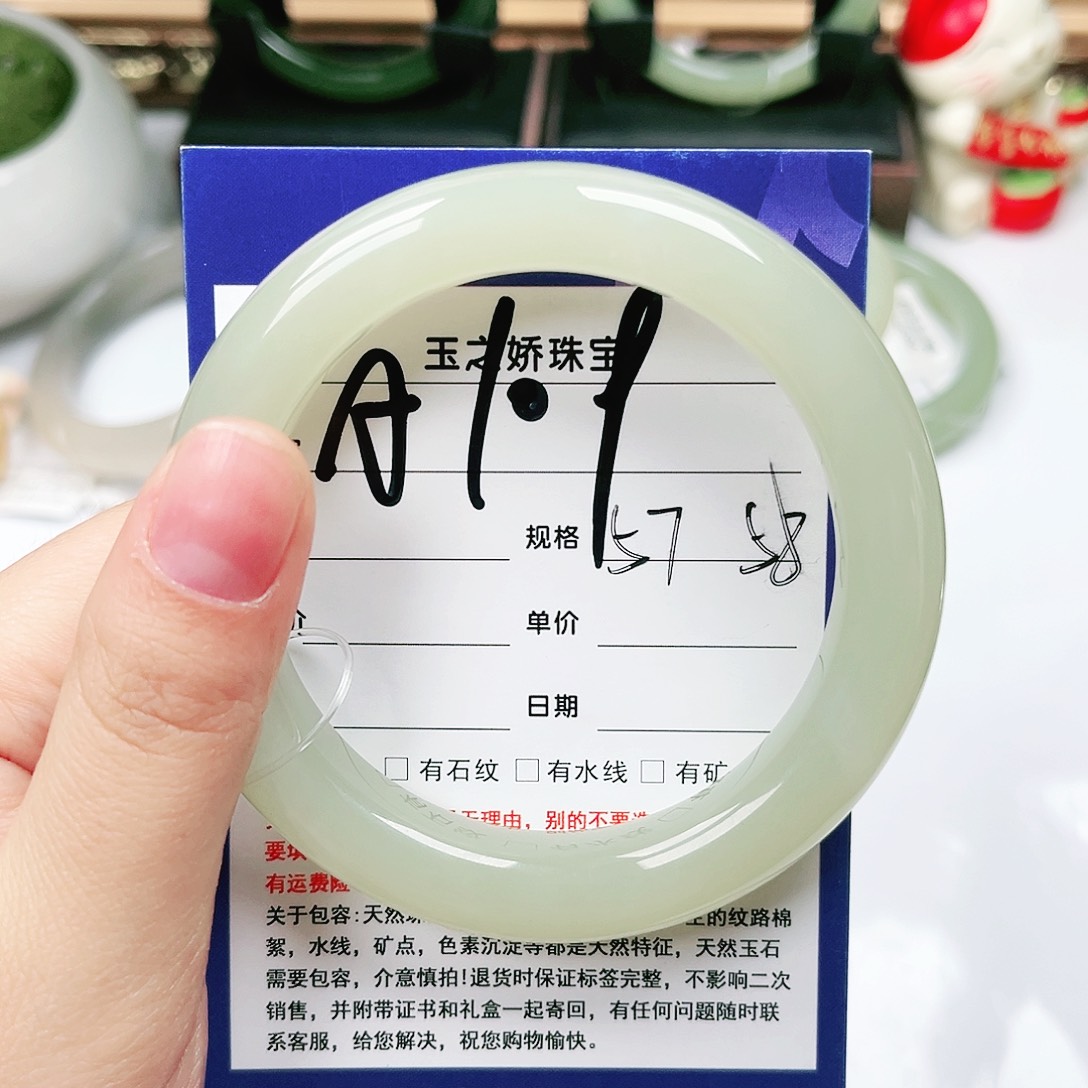 玉之娇珠宝
A1.1
规格 57 58
单价
日期
□ 有石纹 □ 有水线 □ 有矿
理由，别的不要
要填
有运费险
关于包容:天然 的纹路棉
絮，水线，矿点，色素沉淀等都是天然特征，天然玉石
需要包容，介意慎拍!退货时保证标签完整，不影响二次
销售，并附带证书和礼盒一起寄回，有任何问题随时联
系客服，给您解决，祝您购物愉快。